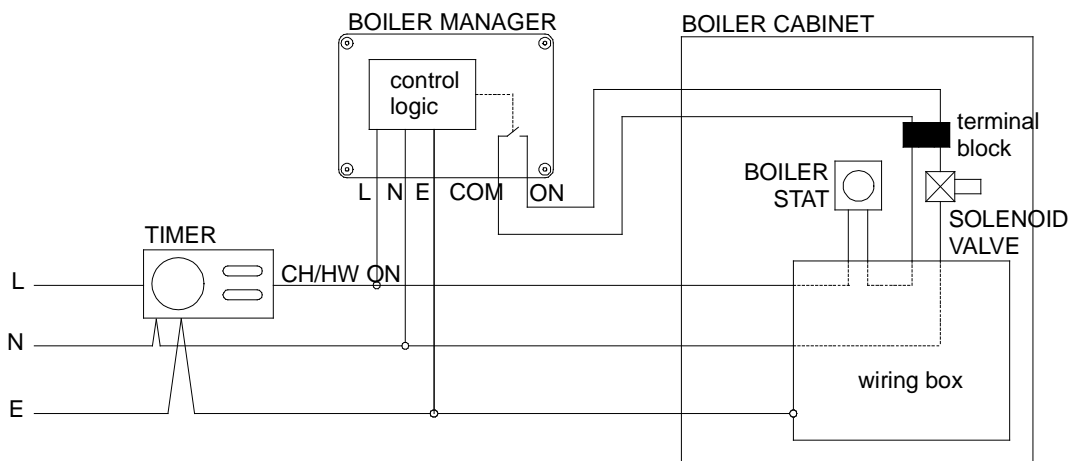 BOILER MANAGER
BOILER CABINET
control
logic
terminal
block
BOILER
STAT
L N E COM ON
SOLENOID
VALVE
TIMER
L
CH/HW ON
N
wiring box
E